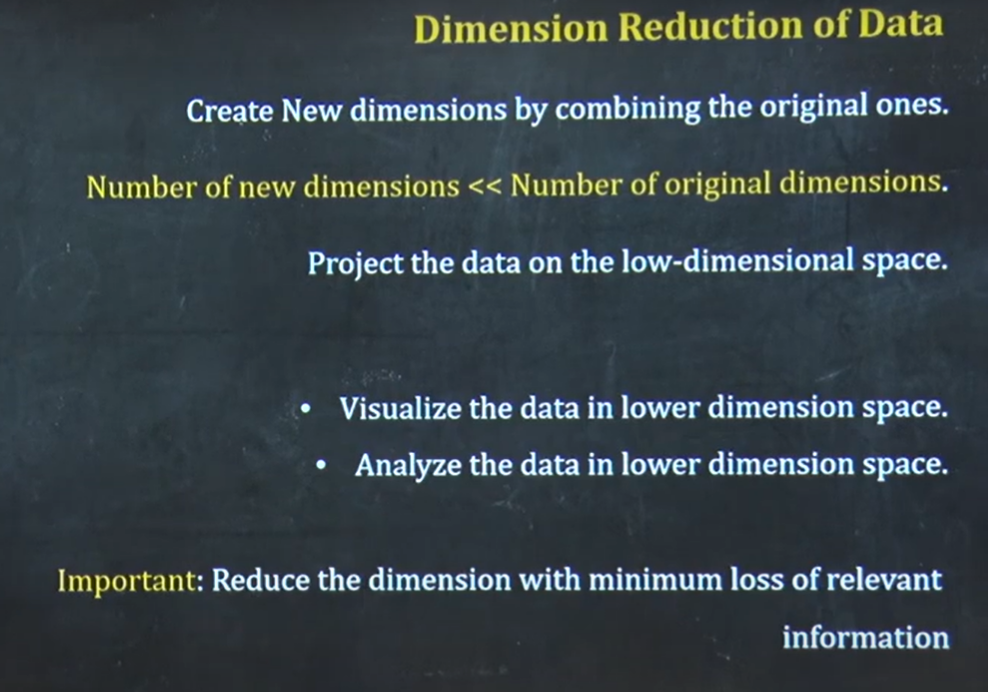 Dimension Reduction of Data
Create New dimensions by combining the original ones.
Number of new dimensions << Number of original dimensions.
Project the data on the low-dimensional space.
• Visualize the data in lower dimension space.
• Analyze the data in lower dimension space.
Important: Reduce the dimension with minimum loss of relevant
information